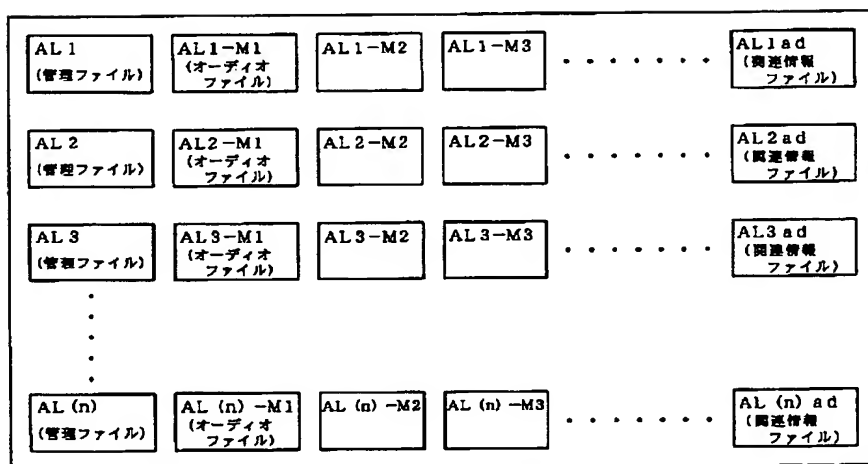 AL1
(管理ファイル)
AL1-M1
(オーディオ
ファイル)
AL1-M2
AL1-M3
AL1ad
(関連情報
ファイル)
AL2
(管理ファイル)
AL2-M1
(オーディオ
ファイル)
AL2-M2
AL2-M3
AL2ad
(関連情報
ファイル)
AL3
(管理ファイル)
AL3-M1
(オーディオ
ファイル)
AL3-M2
AL3-M3
AL3ad
(関連情報
ファイル)
AL(n)
(管理ファイル)
AL(n)-M1
(オーディオ
ファイル)
AL(n)-M2
AL(n)-M3
AL(n)ad
(関連情報
ファイル)